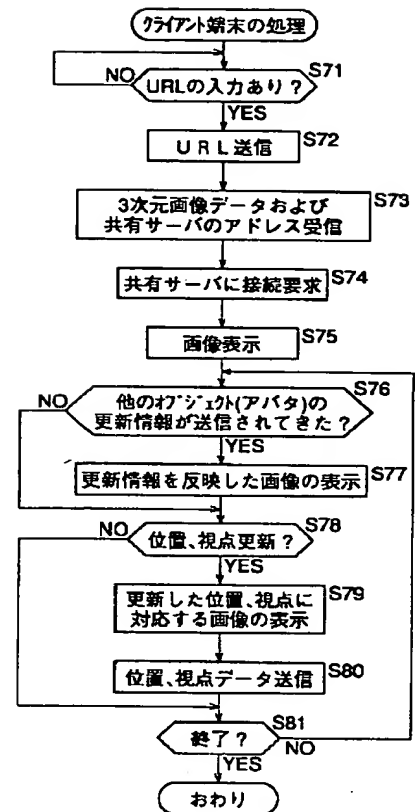 クライアント端末の処理
S71
NO
URLの入力あり？
YES
URL送信
S72
3次元画像データおよび
共有サーバのアドレス受信
S73
共有サーバに接続要求
S74
画像表示
S75
S76
NO
他のオブジェクト(アバタ)の
更新情報が送信されてきた？
YES
S77
更新情報を反映した画像の表示
NO
S78
位置、視点更新？
YES
S79
更新した位置、視点に
対応する画像の表示
S80
位置、視点データ送信
S81
終了？
NO
YES
おわり